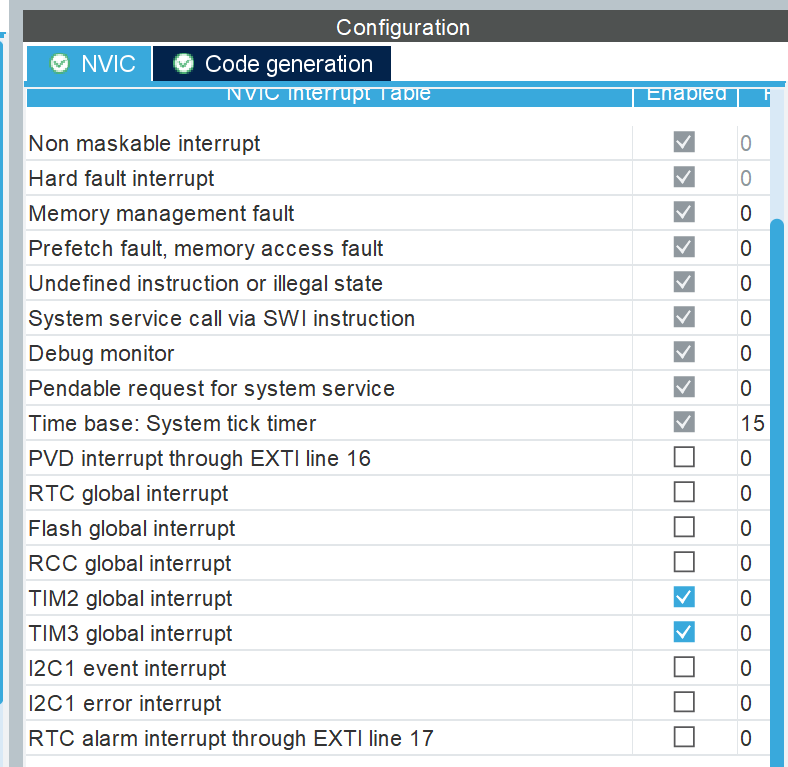 Configuration
NVIC Code generation
NVIC Interrupt Table Enabled
Non maskable interrupt 0
Hard fault interrupt 0
Memory management fault 0
Prefetch fault, memory access fault 0
Undefined instruction or illegal state 0
System service call via SWI instruction 0
Debug monitor 0
Pendable request for system service 0
Time base: System tick timer 15
PVD interrupt through EXTI line 16 0
RTC global interrupt 0
Flash global interrupt 0
RCC global interrupt 0
TIM2 global interrupt 0
TIM3 global interrupt 0
I2C1 event interrupt 0
I2C1 error interrupt 0
RTC alarm interrupt through EXTI line 17 0